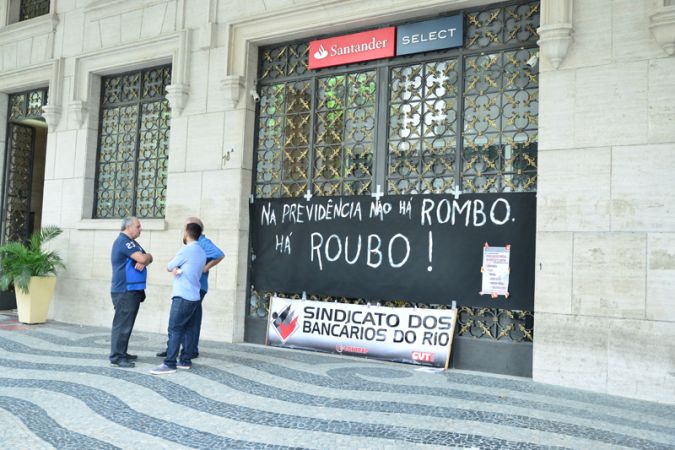 Santander
SELECT
NA PREVIDÊNCIA NÃO HÁ ROMBO.
HÁ ROUBO!
SINDICATO DOS
BANCÁRIOS DO RIO
CUT